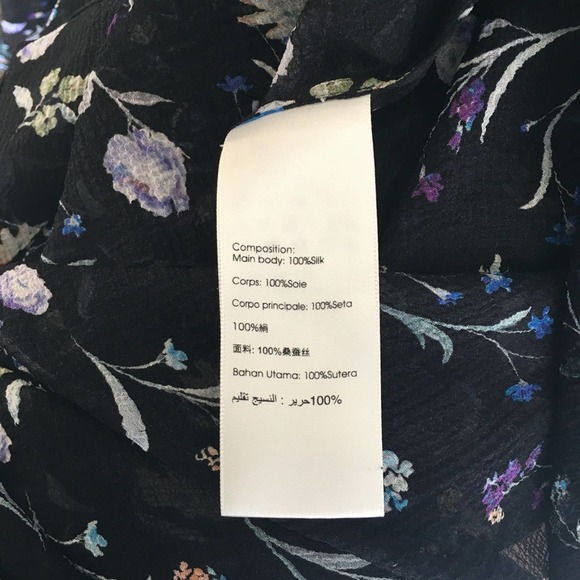 Composition:
Main body: 100%Silk
Corps: 100%Soie
Corpo principale: 100%Seta
100%絹
面料: 100%桑蚕丝
Bahan Utama: 100%Sutera
100%حرير : النسيج تقليم